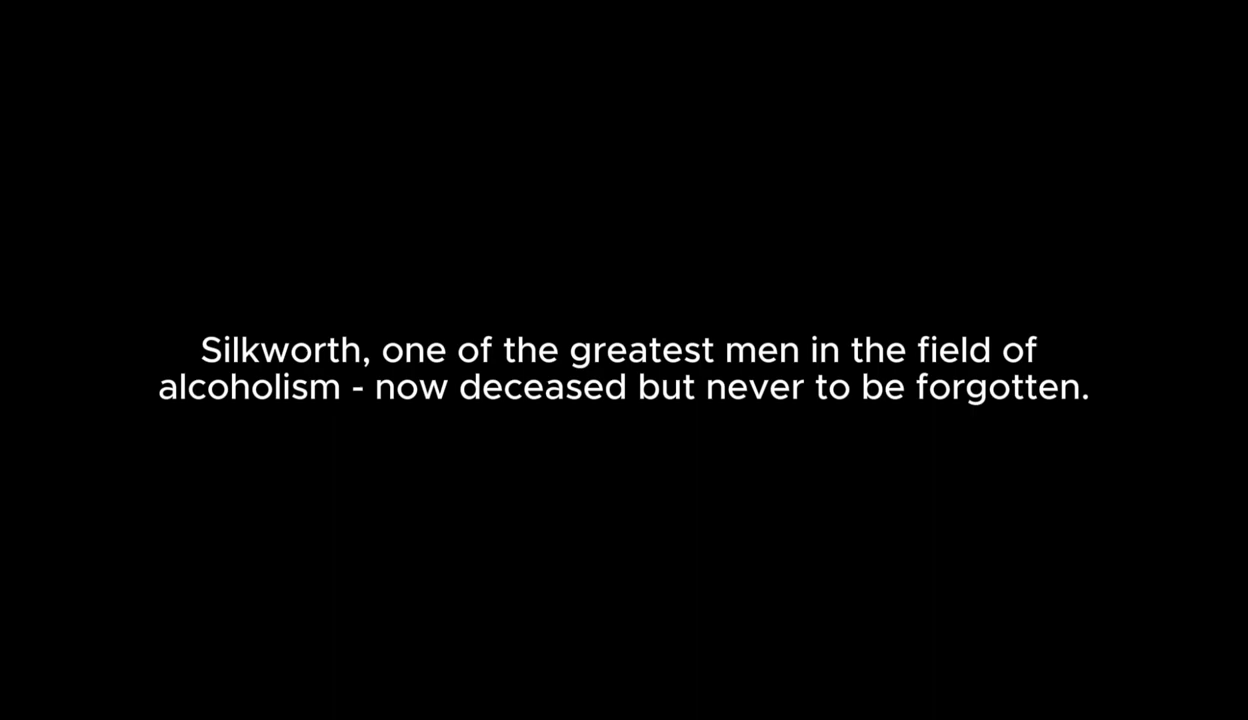 Silkworth, one of the greatest men in the field of
alcoholism - now deceased but never to be forgotten.